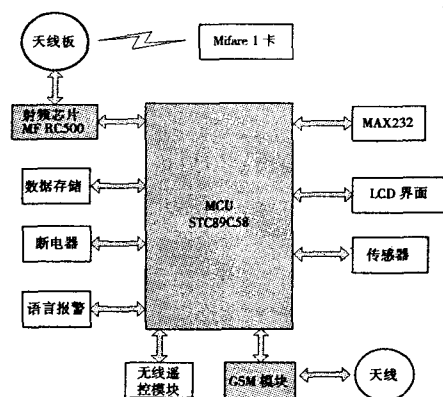 天线板
Mifare 1 卡
射频芯片
MF RC500
MAX232
数据存储
MCU
STC89C58
LCD 界面
断电器
传感器
语言报警
无线遥
控模块
GSM 模块
天线